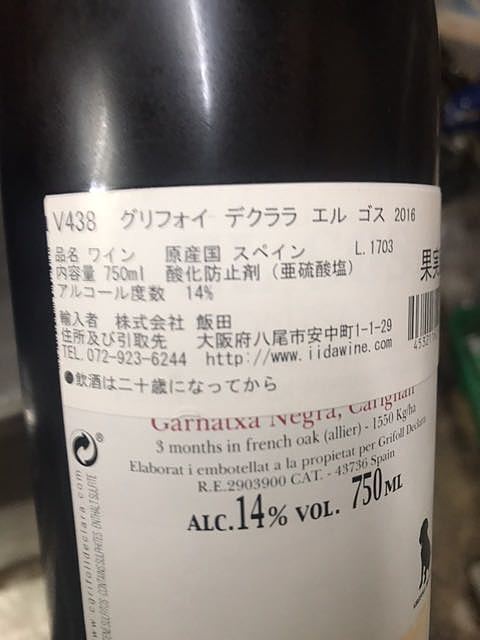 V438 グリフォイ デクララ エル ゴス 2016
品名 ワイン 原産国 スペイン L.1703
内容量 750ml 酸化防止剤(亜硫酸塩)
アルコール度数 14%
果実
輸入者 株式会社 飯田
住所及び引取先 大阪府八尾市安中町1-1-29
TEL.072-923-6244 http://www.iidawine.com
●飲酒は二十歳になってから
Garnatxa Negra, Carignan
3 months in french oak (allier) - 1550 Kg/ha
Elaborat i embotellat a la propietat per Grifoll Declara
R.E.2903900 CAT. - 43736 Spain
ALC.14% VOL. 750ML
www.cgrifolldeclara.com